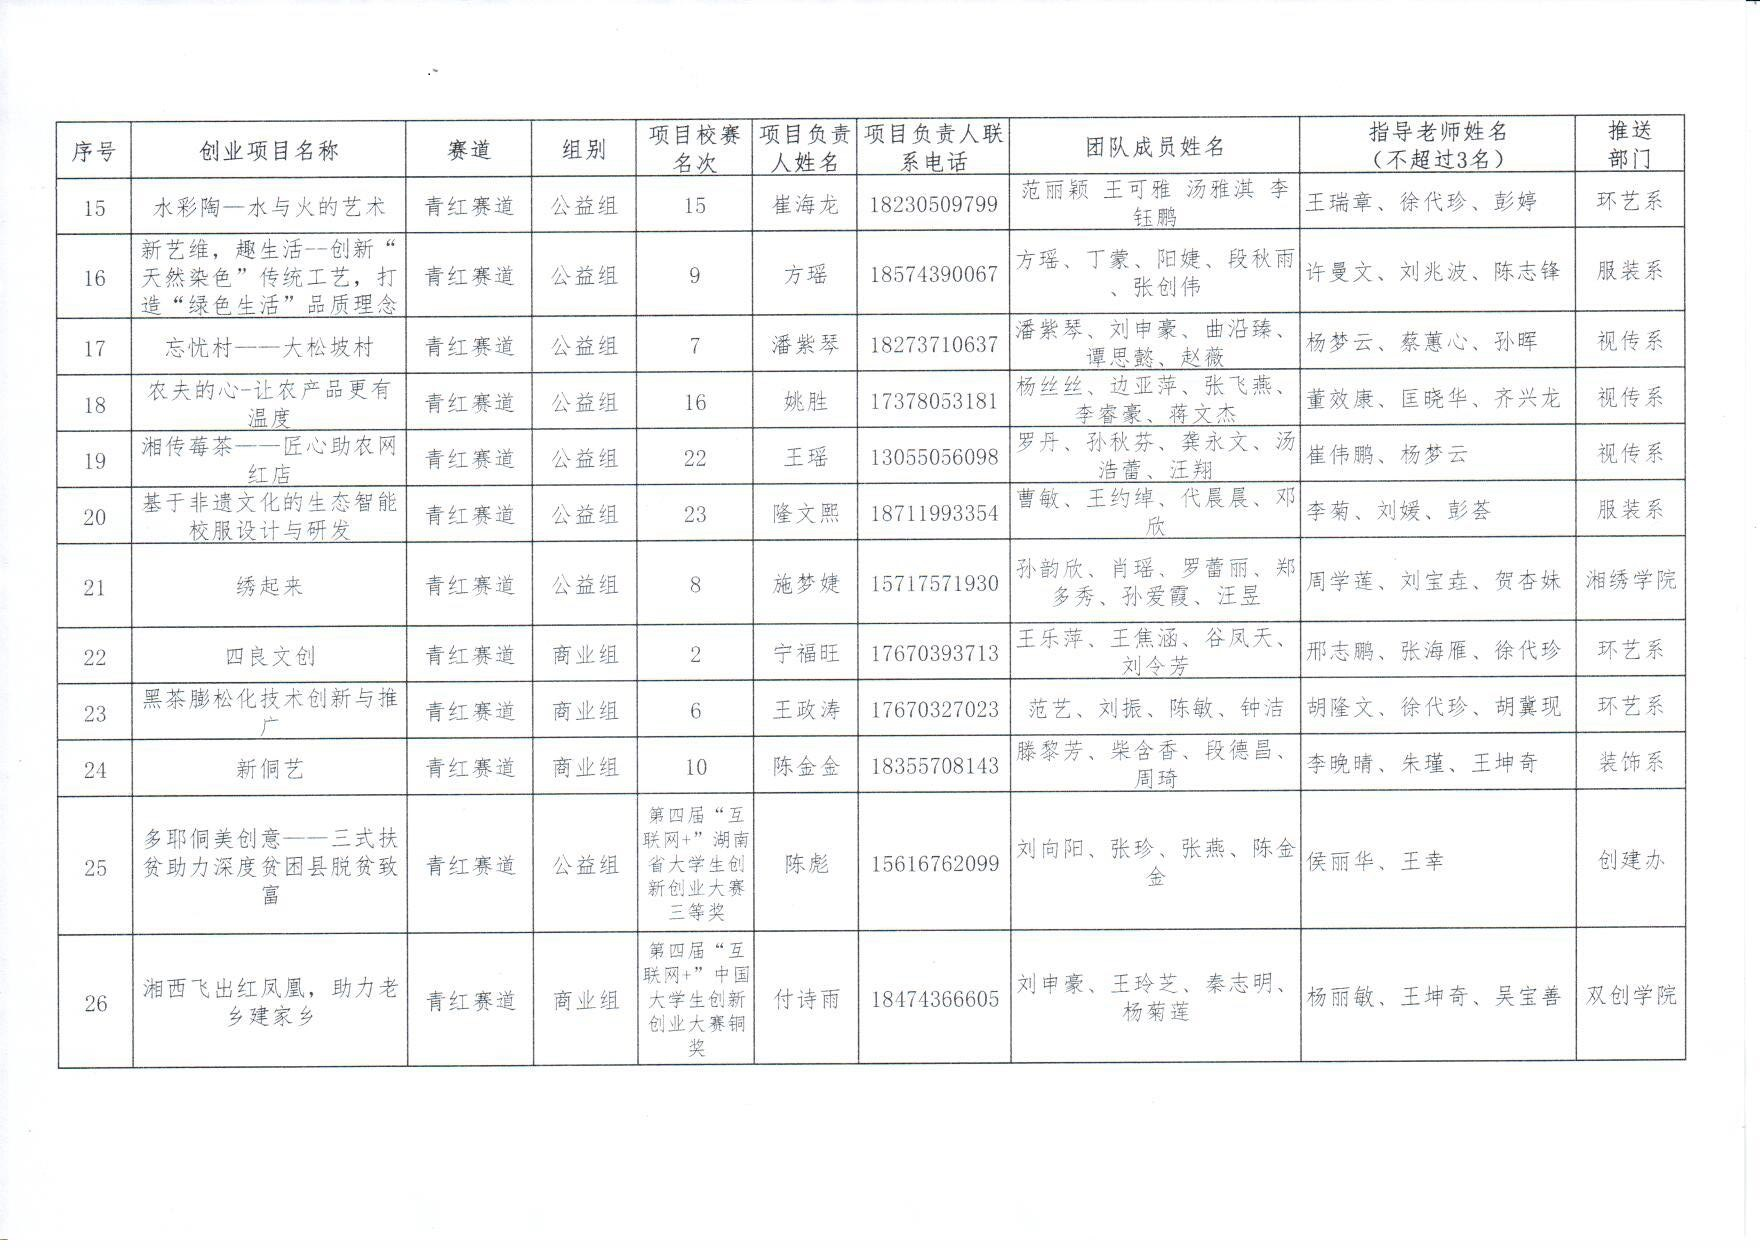 序号 创业项目名称 赛道 组别 项目校赛名次 项目负责人姓名 项目负责人联系电话 团队成员姓名 指导老师姓名（不超过3名） 推送部门
15 水彩陶—水与火的艺术 青红赛道 公益组 15 崔海龙 18230509799 范丽颖 王可雅 汤雅淇 李钰鹏 王瑞章、徐代珍、彭婷 环艺系
16 新艺维，趣生活--创新“天然染色”传统工艺，打造“绿色生活”品质理念 青红赛道 公益组 9 方瑶 18574390067 方瑶、丁蒙、阳婕、段秋雨、张创伟 许曼文、刘兆波、陈志锋 服装系
17 忘忧村——大松坡村 青红赛道 公益组 7 潘紫琴 18273710637 潘紫琴、刘申豪、曲沿臻、谭思懿、赵薇 杨梦云、蔡蕙心、孙晖 视传系
18 农夫的心-让农产品更有温度 青红赛道 公益组 16 姚胜 17378053181 杨丝丝、边亚萍、张飞燕、李睿豪、蒋文杰 董效康、匡晓华、齐兴龙 视传系
19 湘传莓茶——匠心助农网红店 青红赛道 公益组 22 王瑶 13055056098 罗丹、孙秋芬、龚永文、汤浩蕾、汪翔 崔伟鹏、杨梦云 视传系
20 基于非遗文化的生态智能校服设计与研发 青红赛道 公益组 23 隆文熙 18711993354 曹敏、王约绰、代晨晨、邓欣 李菊、刘媛、彭荟 服装系
21 绣起来 青红赛道 公益组 8 施梦婕 15717571930 孙韵欣、肖瑶、罗蕾丽、郑多秀、孙爱霞、汪昱 周学莲、刘宝垚、贺杏妹 湘绣学院
22 四良文创 青红赛道 商业组 2 宁福旺 17670393713 王乐萍、王焦涵、谷凤天、刘令芳 邢志鹏、张海雁、徐代珍 环艺系
23 黑茶膨松化技术创新与推广 青红赛道 商业组 6 王政涛 17670327023 范艺、刘振、陈敏、钟洁 胡隆文、徐代珍、胡冀现 环艺系
24 新侗艺 青红赛道 商业组 10 陈金金 18355708143 滕黎芳、柴含香、段德昌、周琦 李晚晴、朱瑾、王坤奇 装饰系
25 多耶侗美创意——三式扶贫助力深度贫困县脱贫致富 青红赛道 公益组 第四届“互联网+”湖南省大学生创新创业大赛三等奖 陈彪 15616762099 刘向阳、张珍、张燕、陈金金 侯丽华、王幸 创建办
26 湘西飞出红凤凰，助力老乡建家乡 青红赛道 商业组 第四届“互联网+”中国大学生创新创业大赛铜奖 付诗雨 18474366605 刘申豪、王玲芝、秦志明、杨菊莲 杨丽敏、王坤奇、吴宝善 双创学院